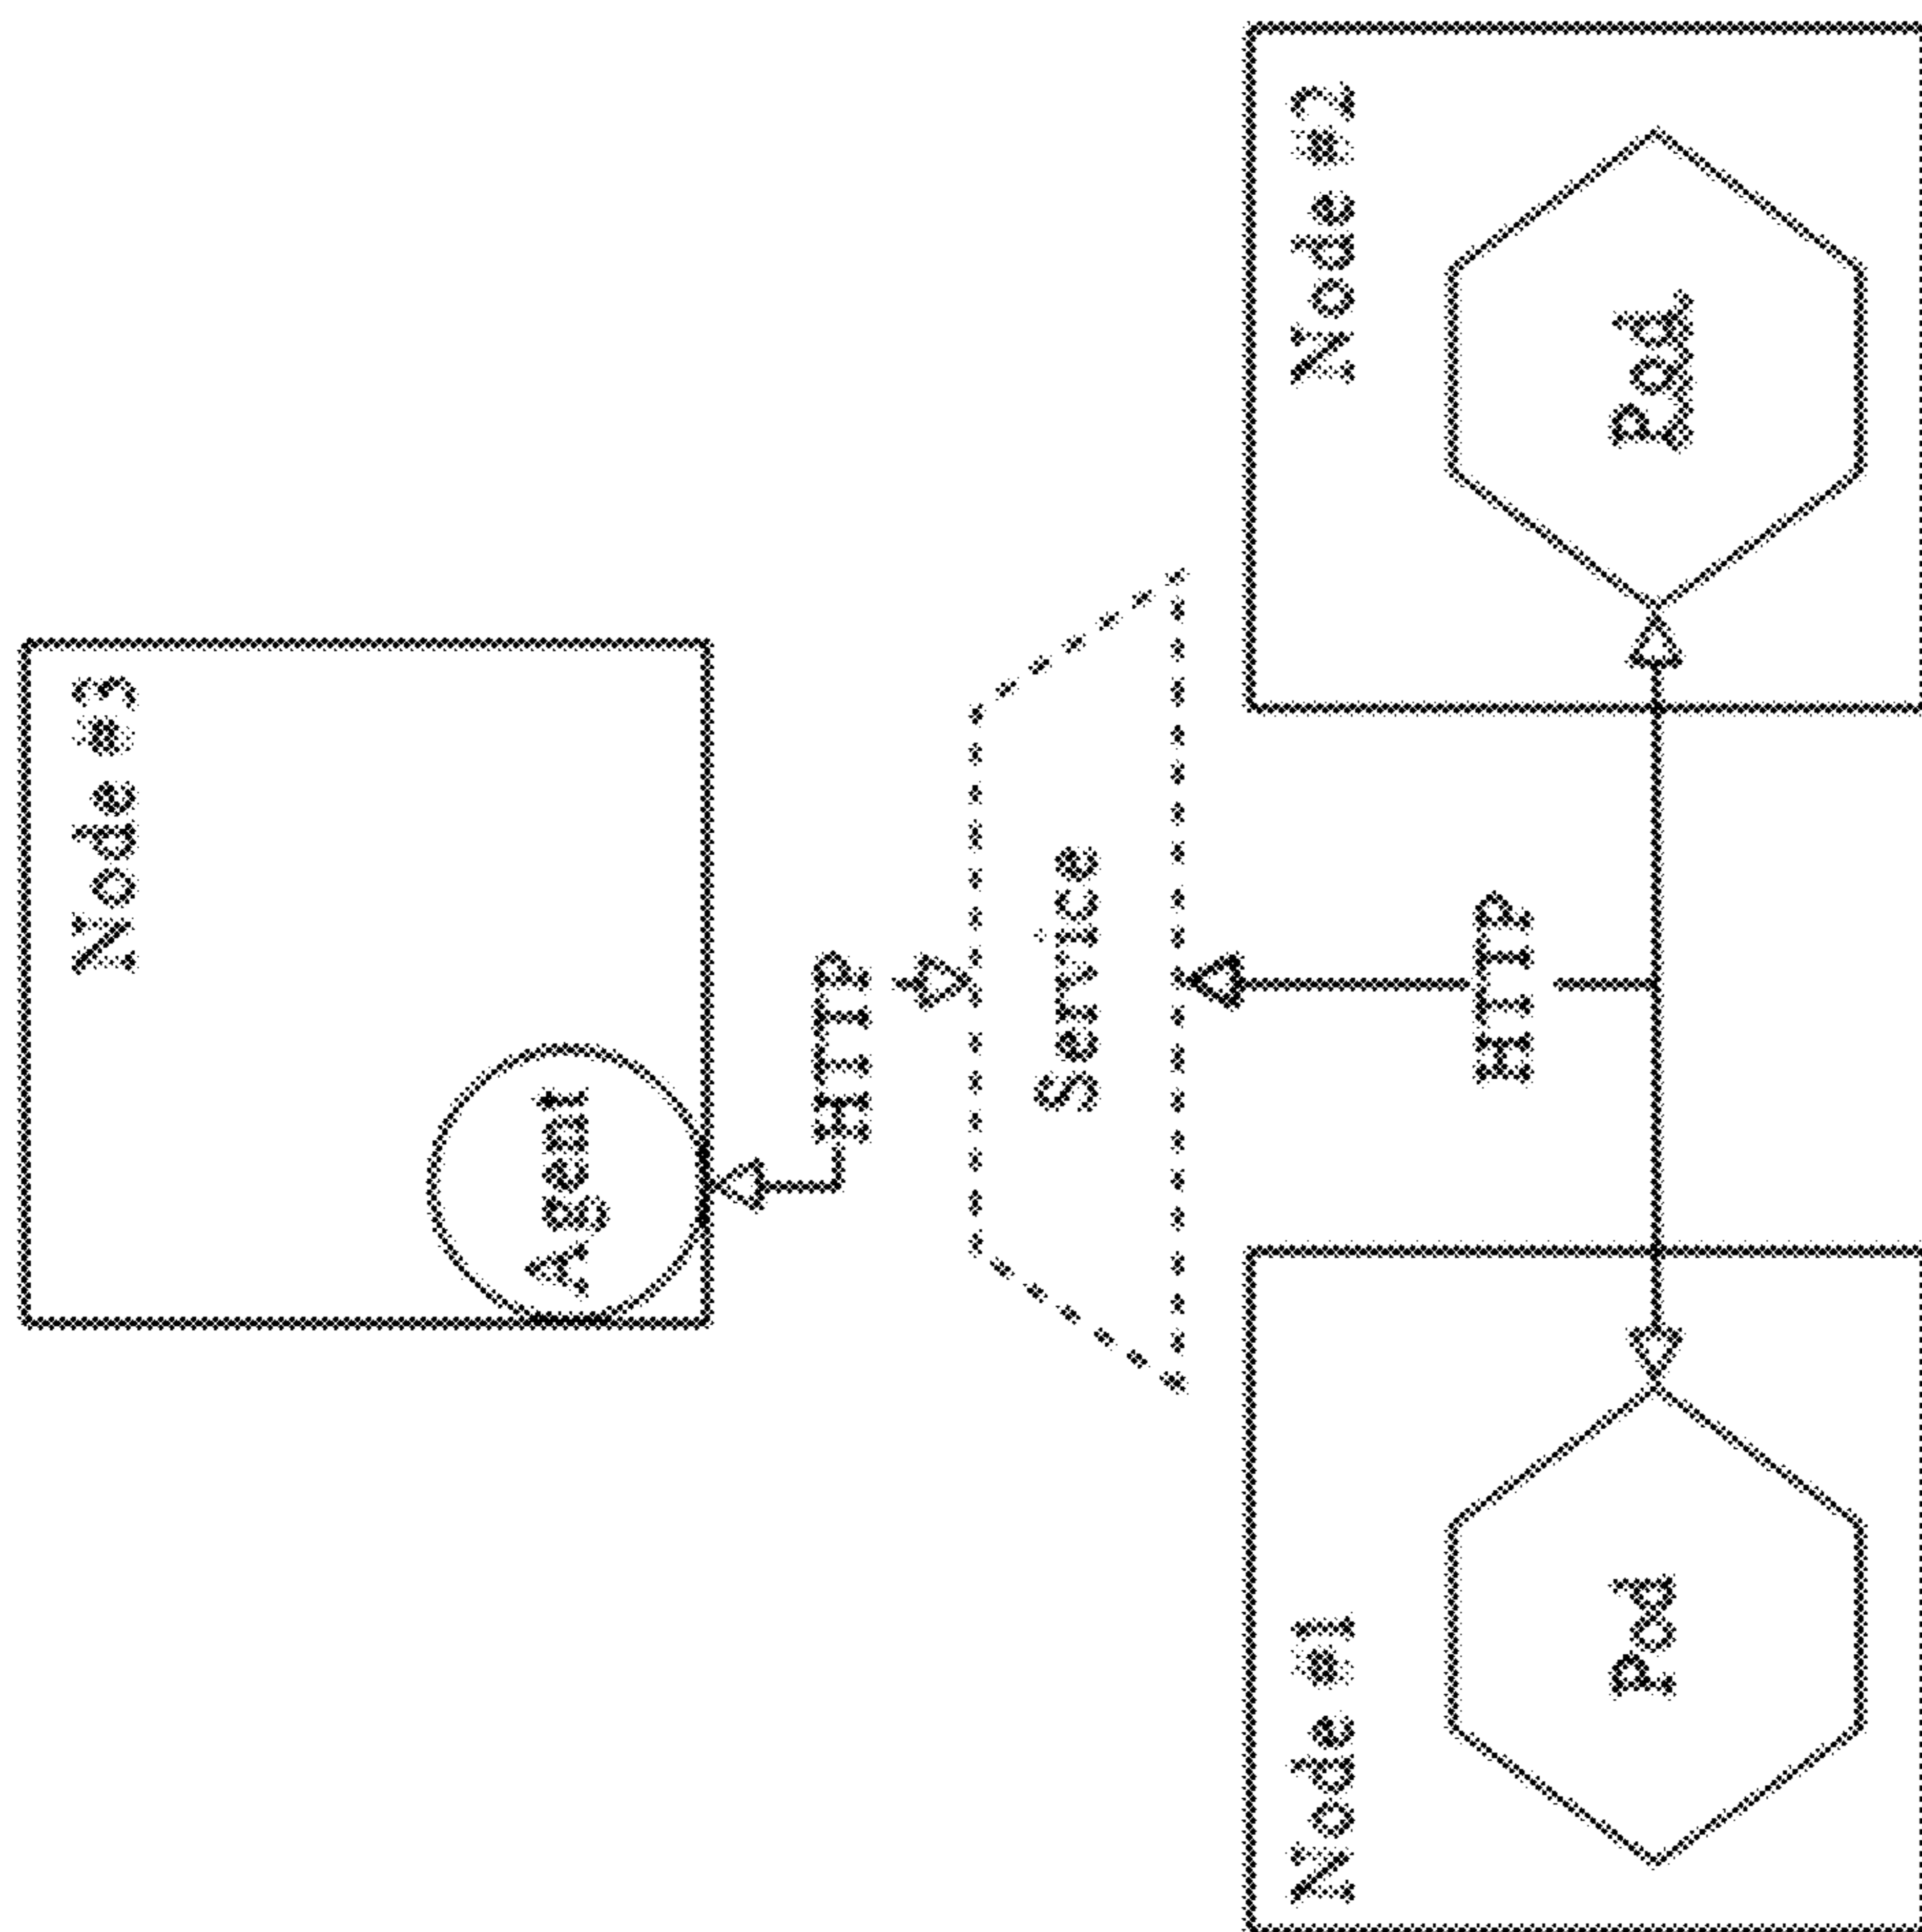 Node #3
Agent
HTTP
Service
HTTP
Node #1
Pod
Node #2
Pod